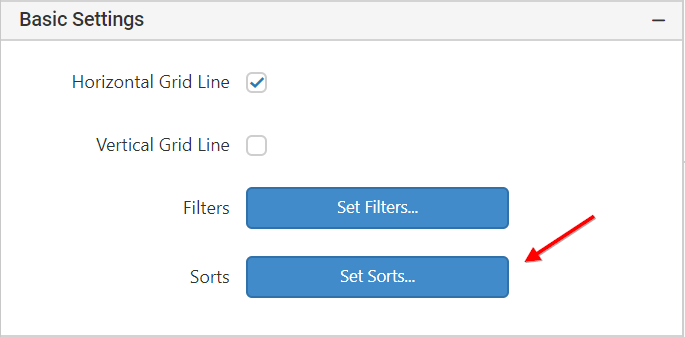 Basic Settings
Horizontal Grid Line
Vertical Grid Line
Filters Set Filters...
Sorts Set Sorts...